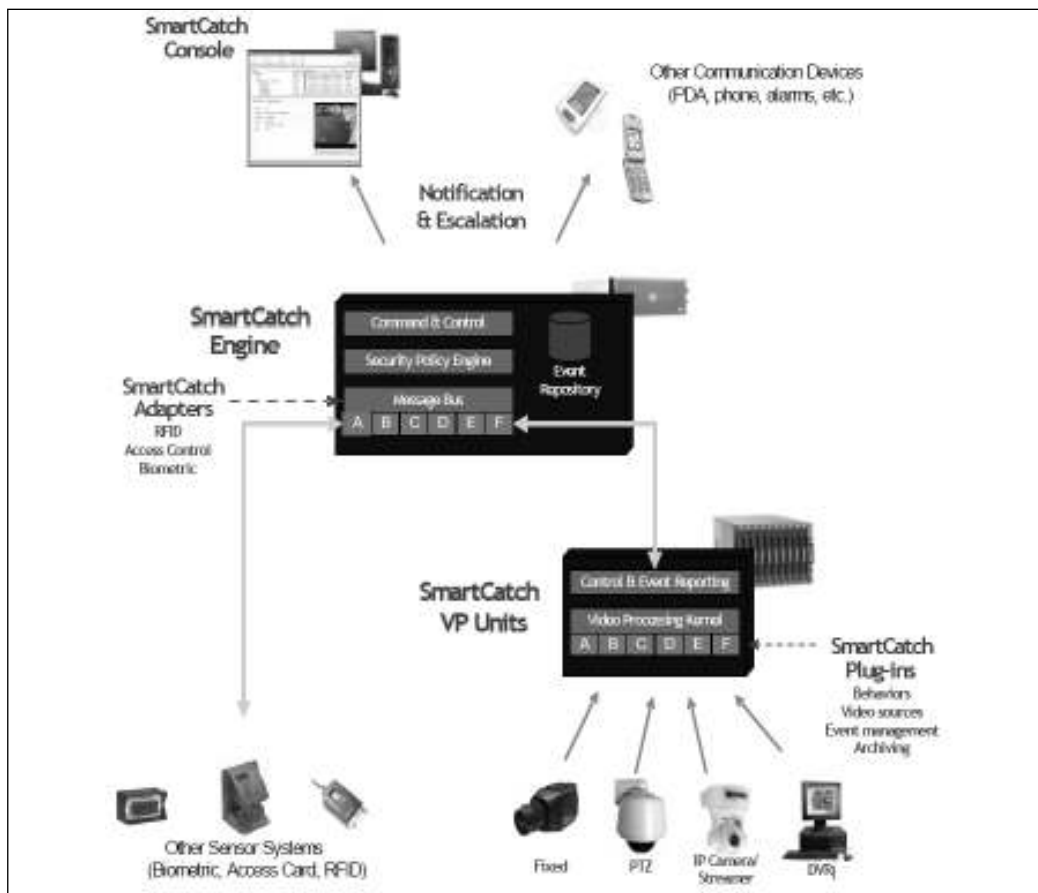 SmartCatch
Console
Other Communication Devices
(PDA, phone, alarms, etc.)
Notification
& Escalation
SmartCatch
Engine
Command & Control
Security Policy Engine
Event
Repository
Message Bus
A B C D E F
SmartCatch
Adapters
RFID
Access Control
Biometric
SmartCatch
VP Units
Control & Event Reporting
Video Processing Kernel
A B C D E F
SmartCatch
Plug-ins
Behaviors
Video sources
Event management
Archiving
Other Sensor Systems
(Biometric, Access Card, RFID)
Fixed
PTZ
IP Camera/
Streamer